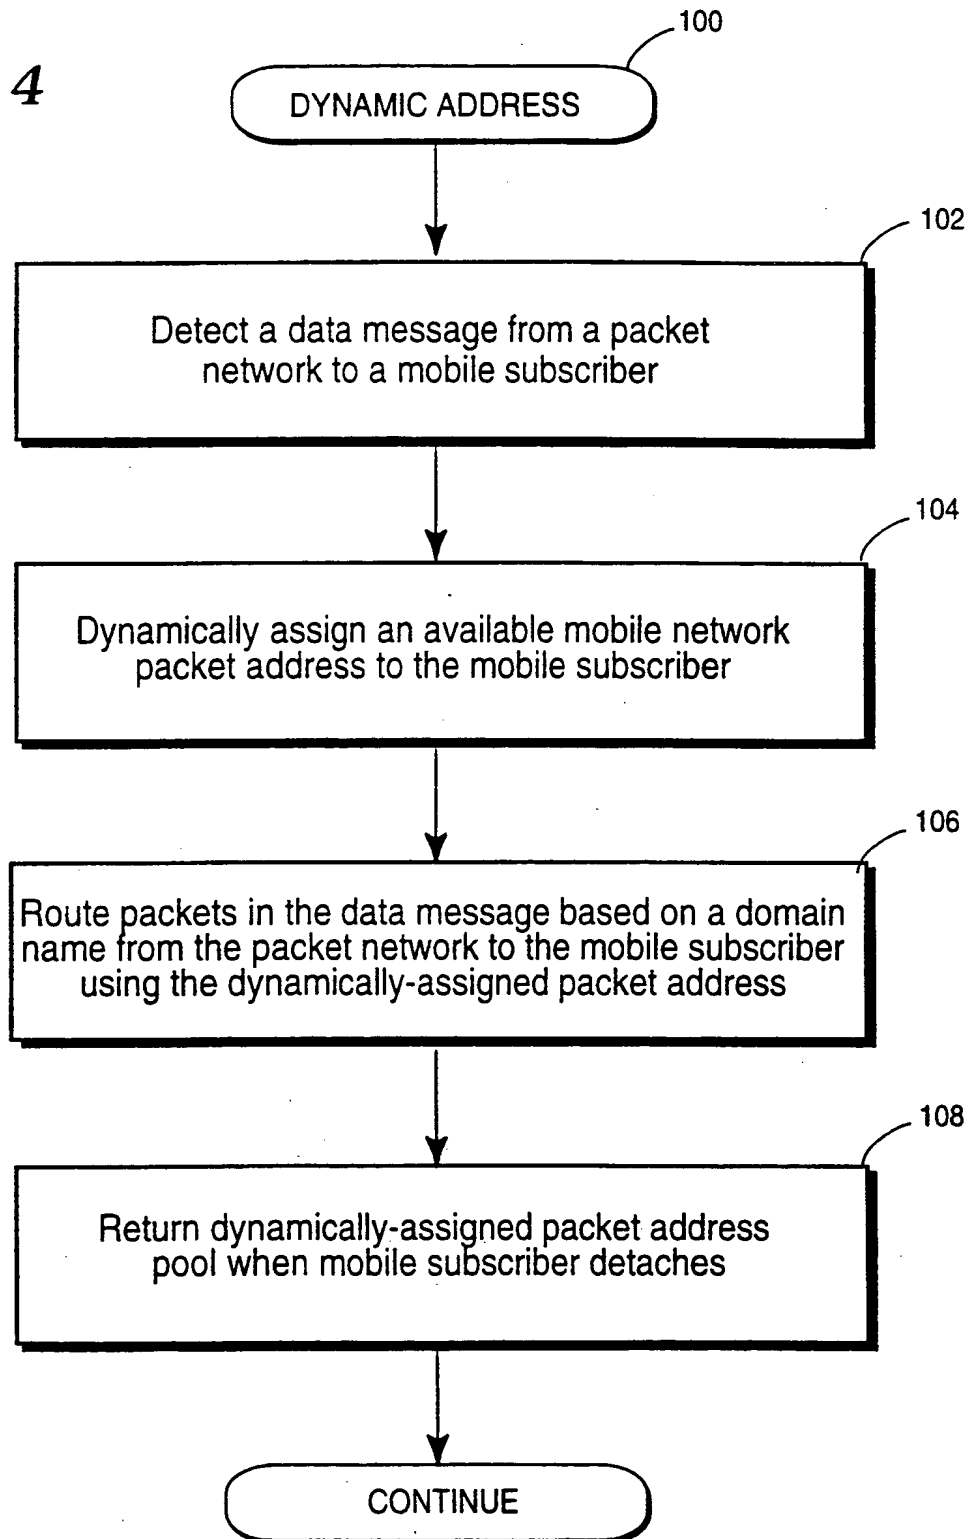 4
100
DYNAMIC ADDRESS
102
Detect a data message from a packet
network to a mobile subscriber
104
Dynamically assign an available mobile network
packet address to the mobile subscriber
106
Route packets in the data message based on a domain
name from the packet network to the mobile subscriber
using the dynamically-assigned packet address
108
Return dynamically-assigned packet address
pool when mobile subscriber detaches
CONTINUE